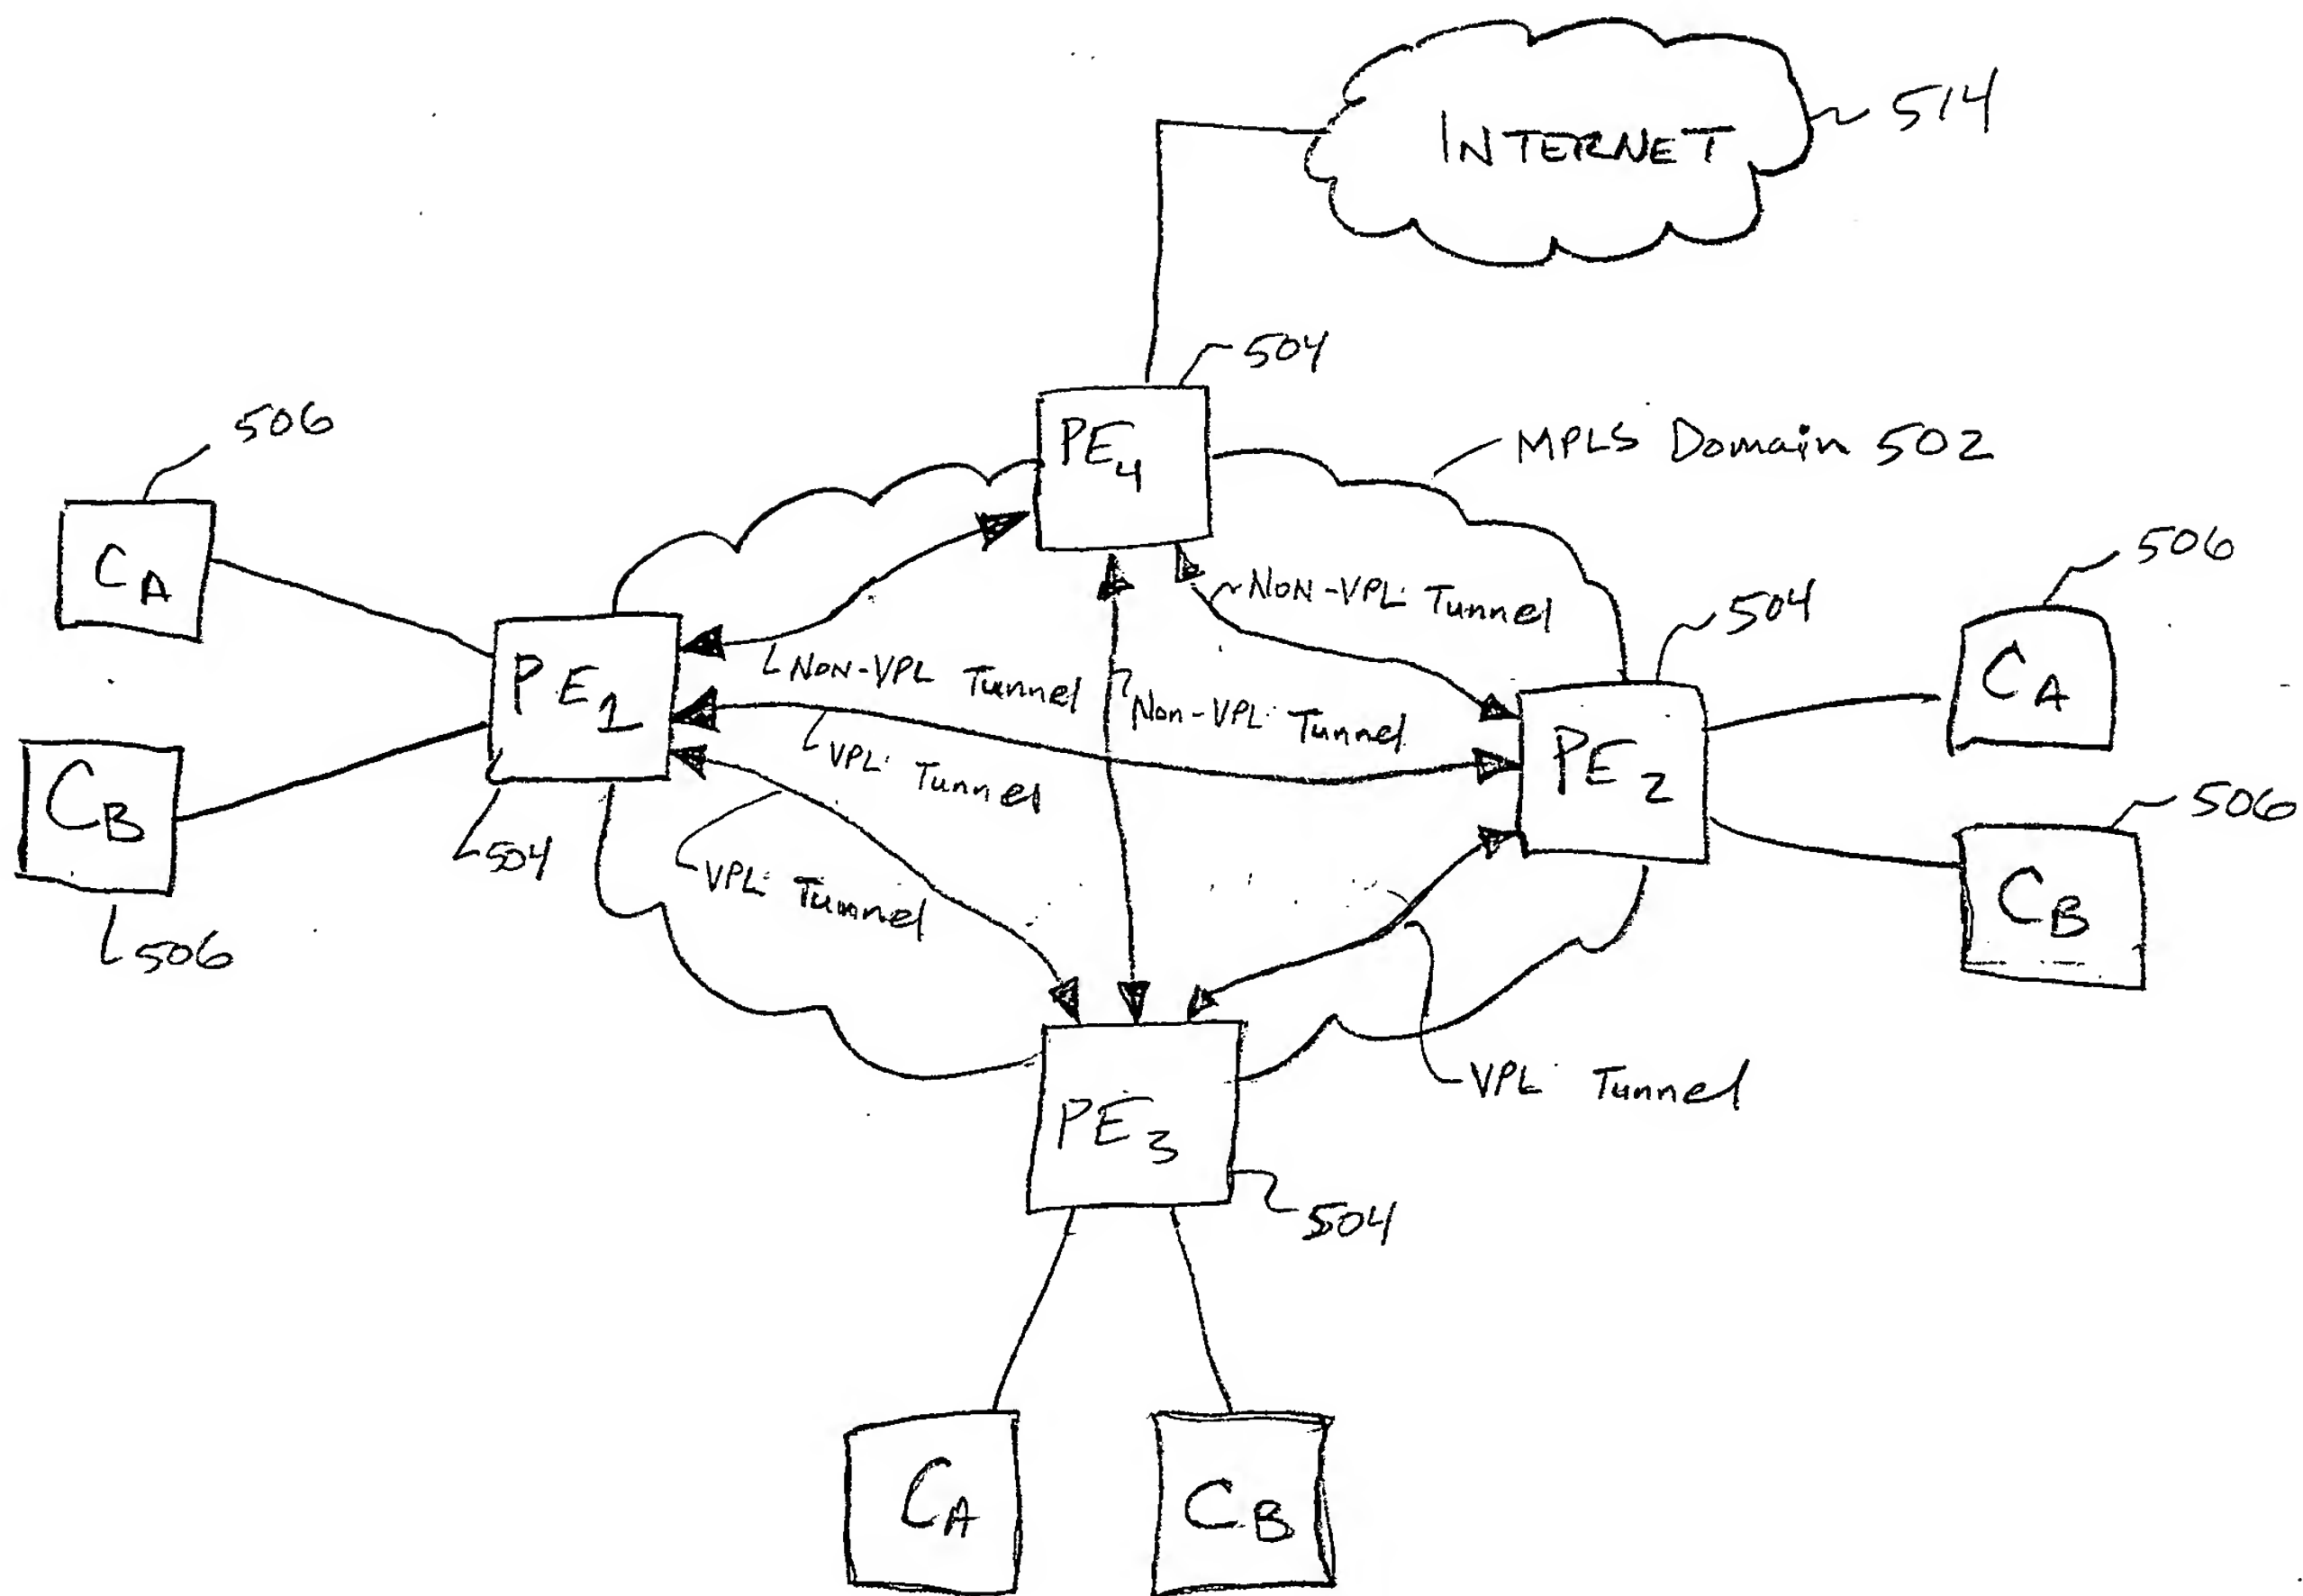 INTERNET
514
504
PE4
MPLS Domain 502
506
CA
506
CA
NON-VPL Tunnel
504
PE1
NON-VPL Tunnel
Non-VPL Tunnel
PE2
CB
VPL Tunnel
506
CB
504
VPL Tunnel
506
VPL Tunnel
PE3
504
CA
CB